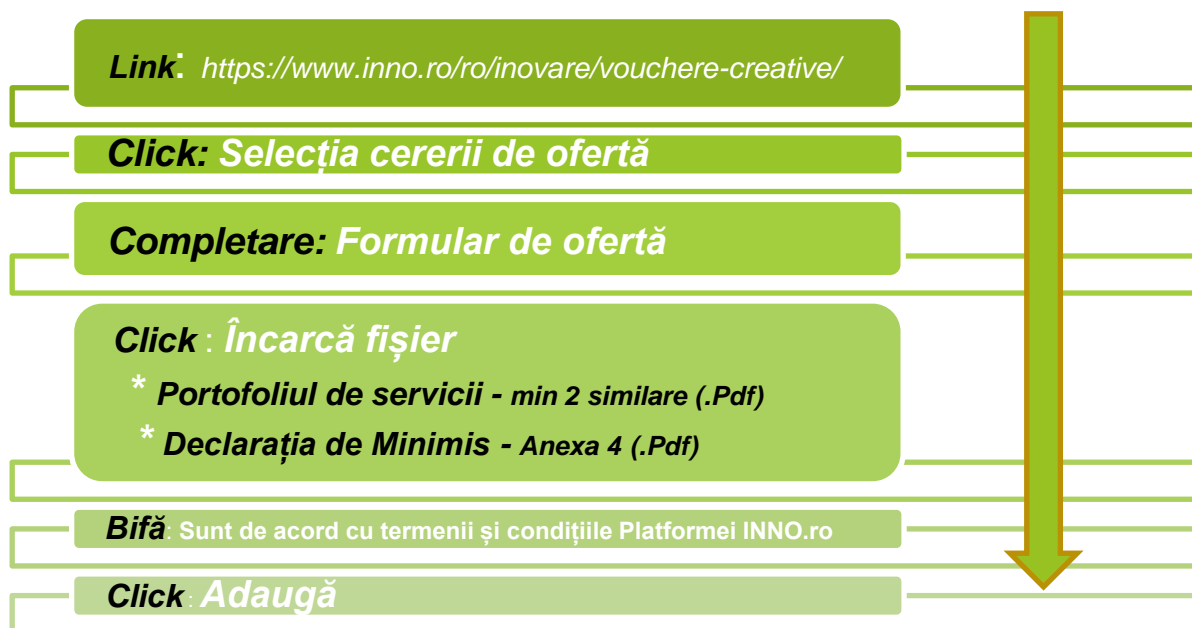 Link: https://www.inno.ro/ro/inovare/vouchere-creative/
Click: Selecția cererii de ofertă
Completare: Formular de ofertă
Click : Încarcă fișier
* Portofoliul de servicii - min 2 similare (.Pdf)
* Declarația de Minimis - Anexa 4 (.Pdf)
Bifă: Sunt de acord cu termenii și condițiile Platformei INNO.ro
Click : Adaugă